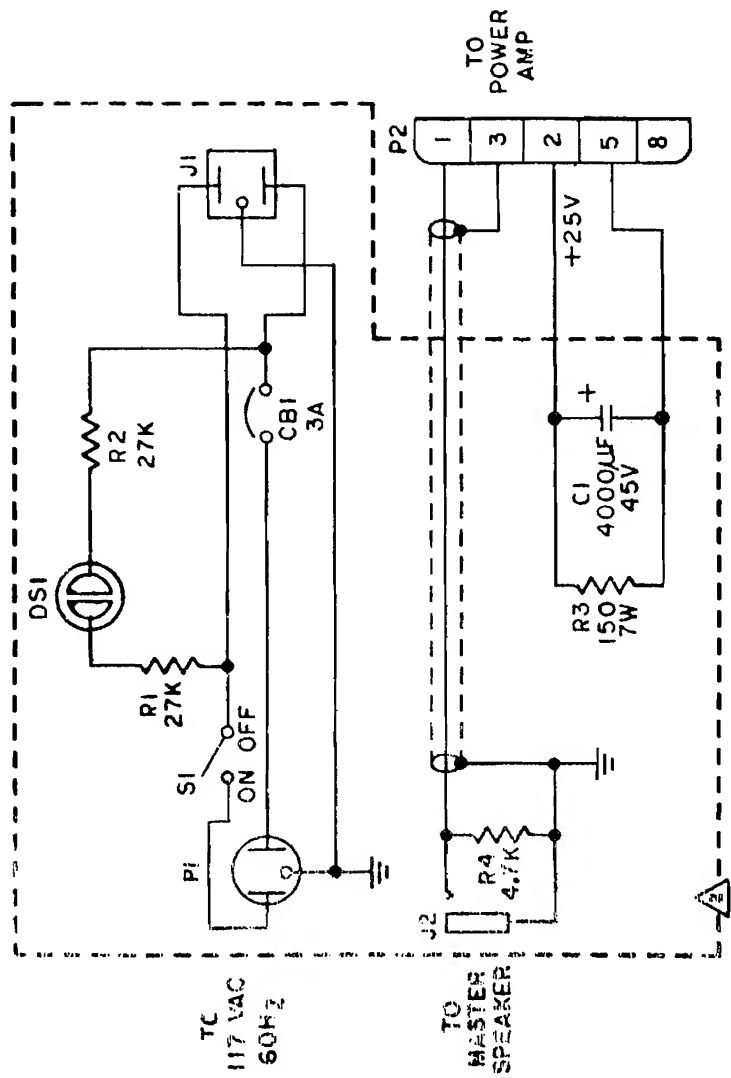 TC
117 VAC
60HZ
P1
S1
ON OFF
R1
27K
DS1
R2
27K
CB1
3A
J1
TO
MASTER
SPEAKER
J2
R4
4.7K
R3
150
7W
C1
4000µF
45V
+
+25V
P2
1
3
2
5
8
TO
POWER
AMP